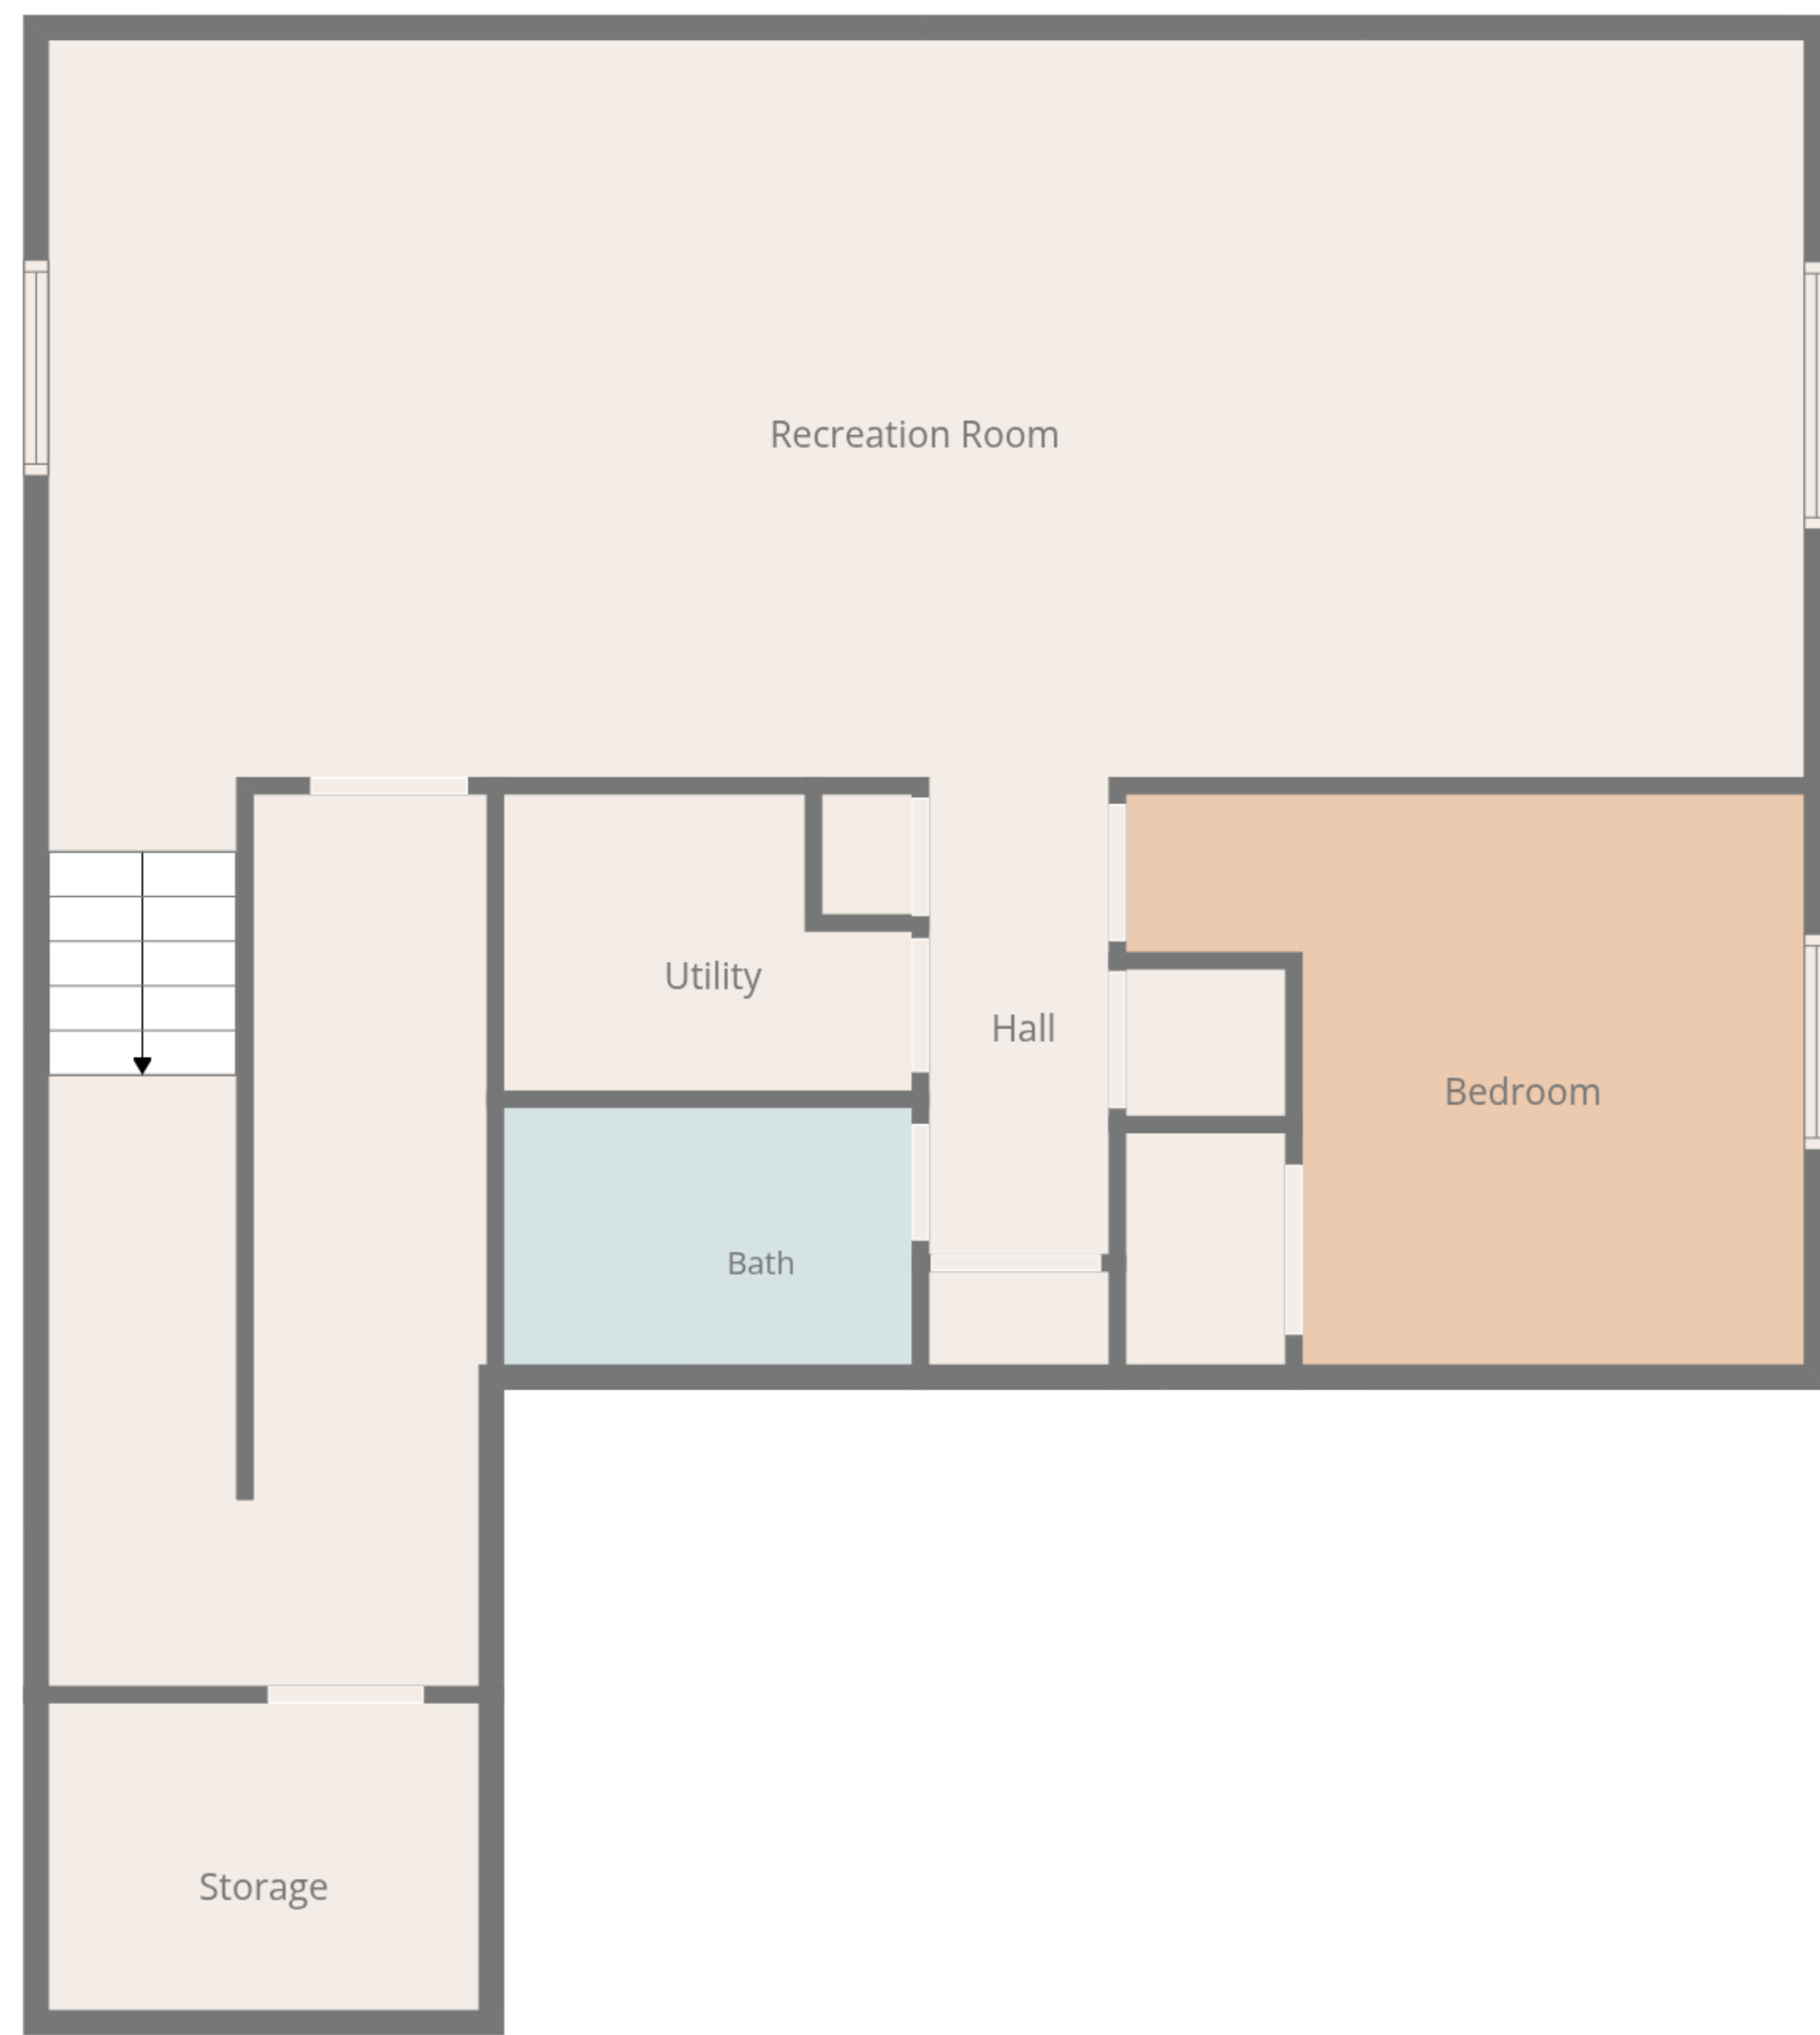 Recreation Room
Utility
Hall
Bedroom
Bath
Storage